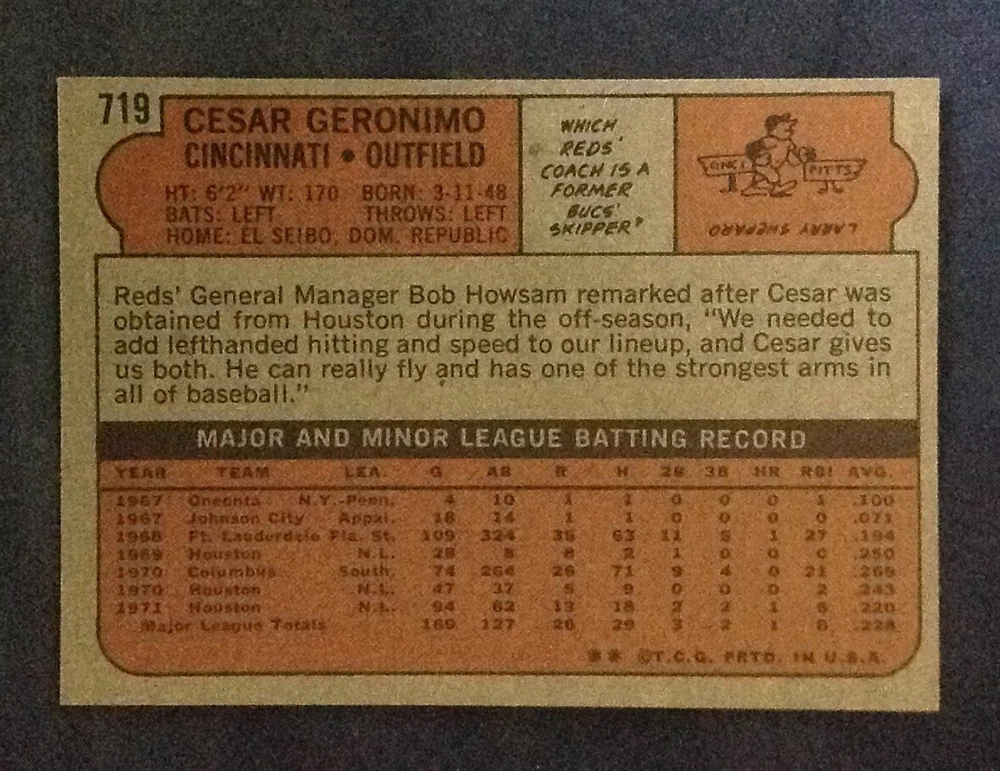 719
CESAR GERONIMO
CINCINNATI • OUTFIELD
HT: 6'2" WT: 170 BORN: 3-11-48
BATS: LEFT THROWS: LEFT
HOME: EL SEIBO, DOM. REPUBLIC
WHICH
REDS'
COACH IS A
FORMER
BUCS'
SKIPPER?
CINCI PITTS
LARRY SHEPARD
Reds' General Manager Bob Howsam remarked after Cesar was
obtained from Houston during the off-season, "We needed to
add lefthanded hitting and speed to our lineup, and Cesar gives
us both. He can really fly and has one of the strongest arms in
all of baseball."
MAJOR AND MINOR LEAGUE BATTING RECORD
YEAR TEAM LEA. G AB R H 2B 3B HR RBI AVG.
1967 Oneonta N.Y.-Penn. 4 10 1 1 0 0 0 1 .100
1967 Johnson City Appal. 18 14 1 1 0 0 0 0 .071
1968 Ft. Lauderdale Fla. St. 109 324 35 63 11 5 1 27 .194
1969 Houston N.L. 28 8 8 2 1 0 0 0 .250
1970 Columbus South. 74 264 26 71 9 4 0 21 .269
1970 Houston N.L. 47 37 5 9 0 0 0 2 .243
1971 Houston N.L. 94 82 13 18 2 2 1 6 .220
Major League Totals 169 127 26 29 3 2 1 8 .228
** ©T.C.G. PRTD. IN U.S.A.